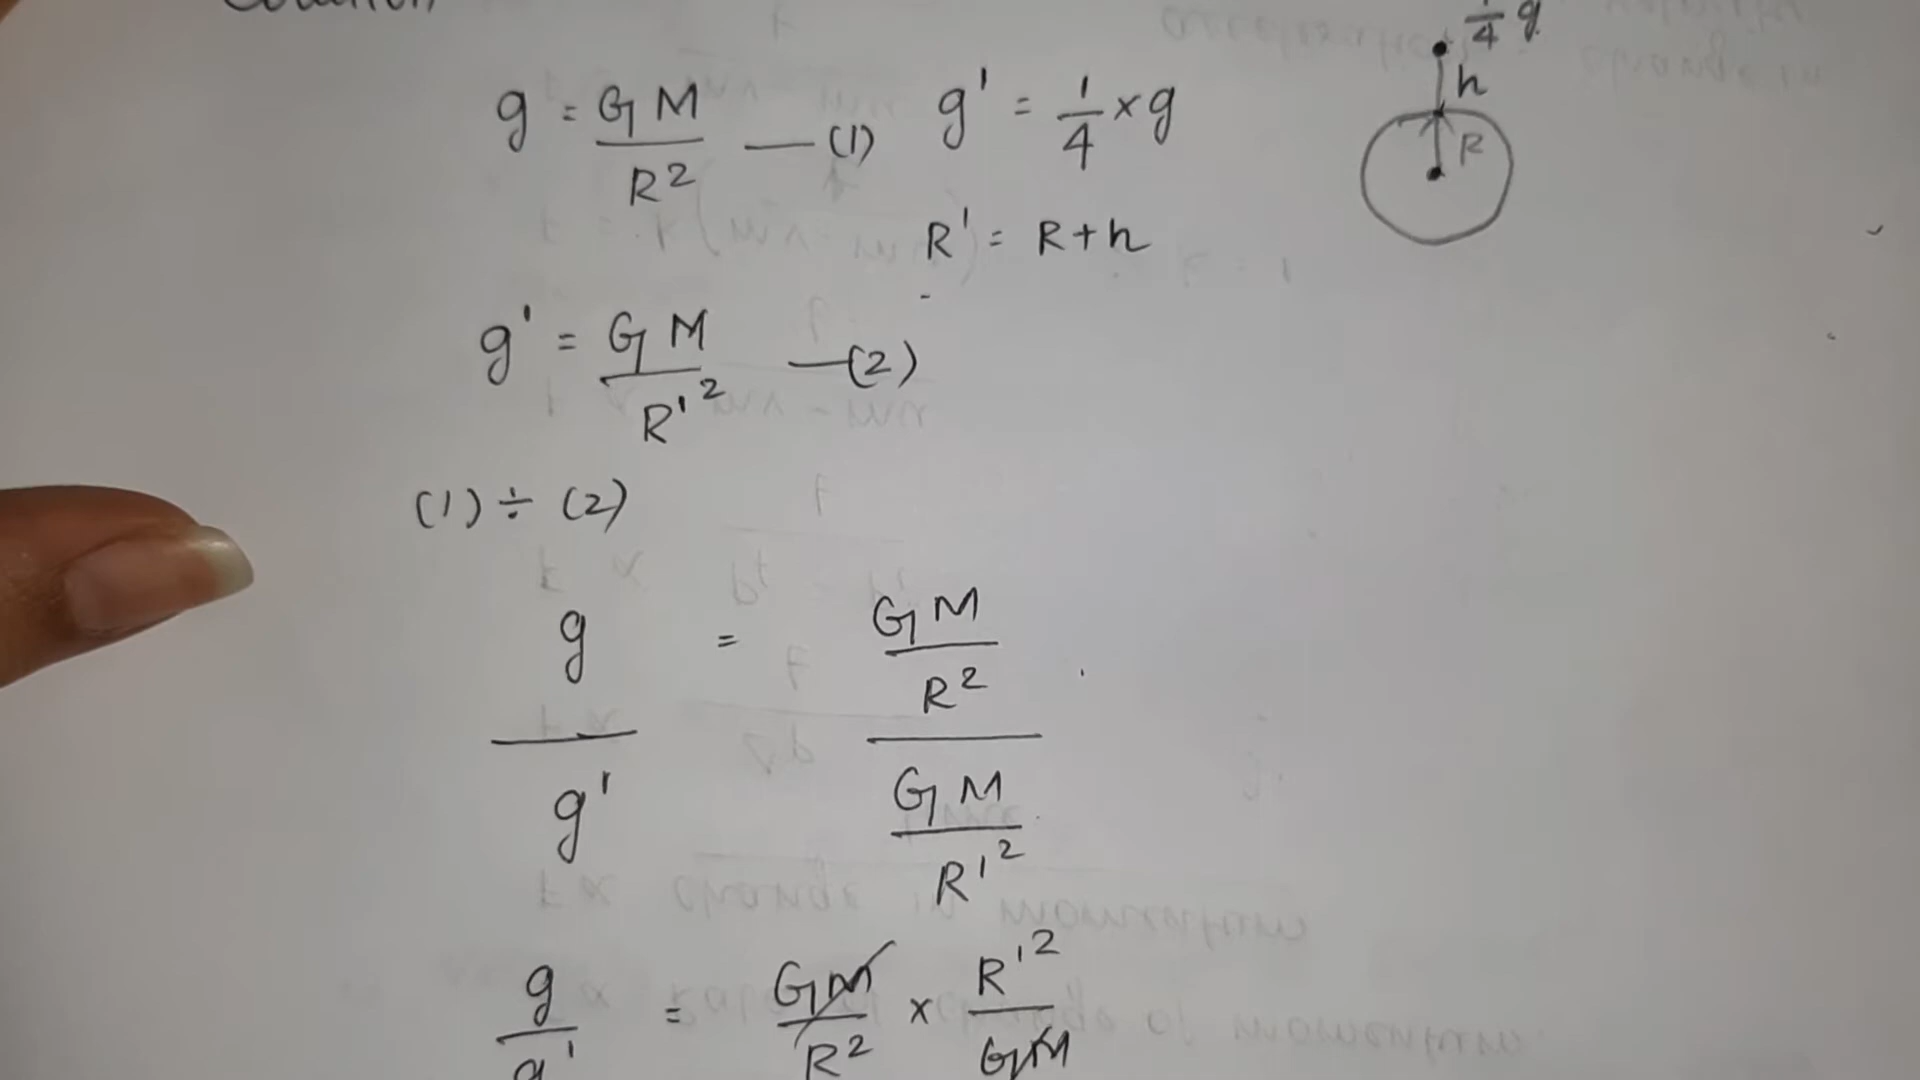 Solution
g = GM/R² — (1) g' = 1/4 × g
1/4 g
h
R
R' = R + h
g' = GM/R'² — (2)
(1) ÷ (2)
g/g' = (GM/R²)/(GM/R'²)
g/g' = GM/R² × R'²/GM